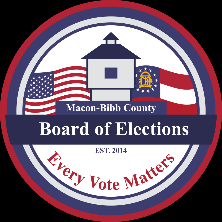 Macon-Bibb County
Board of Elections
EST. 2014
Every Vote Matters